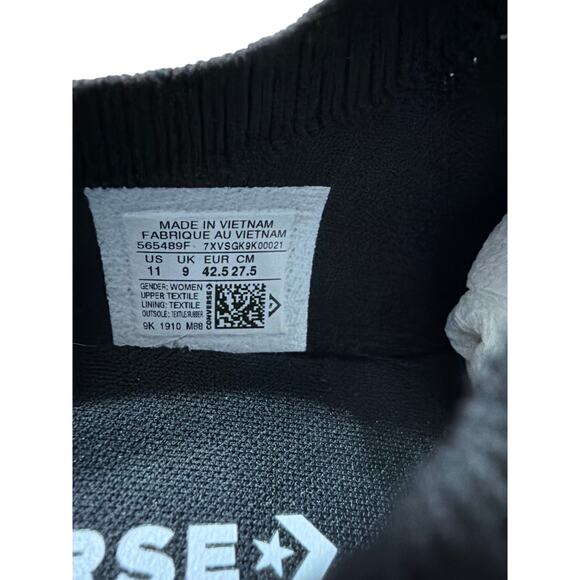 MADE IN VIETNAM
FABRIQUE AU VIETNAM
565489F 7XVSGK9K00021
US UK EUR CM
11 9 42.5 27.5
GENDER: WOMEN
UPPER: TEXTILE
LINING: TEXTILE
OUTSOLE: TEXTILE/RUBBER
CONVERSE
9K 1910 M88
RSE